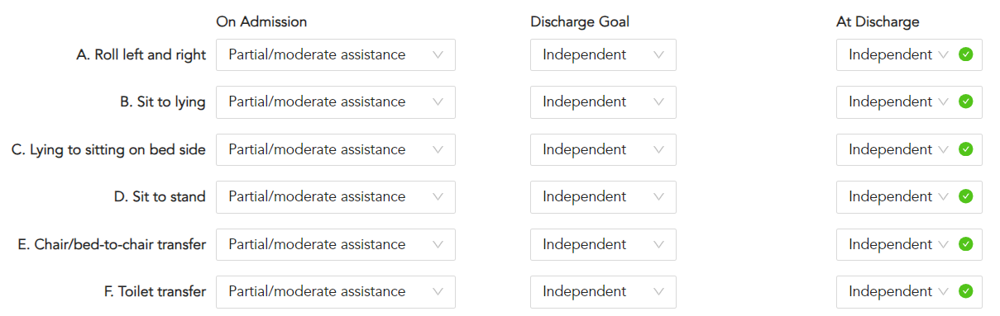 On Admission Discharge Goal At Discharge
A. Roll left and right Partial/moderate assistance Independent Independent
B. Sit to lying Partial/moderate assistance Independent Independent
C. Lying to sitting on bed side Partial/moderate assistance Independent Independent
D. Sit to stand Partial/moderate assistance Independent Independent
E. Chair/bed-to-chair transfer Partial/moderate assistance Independent Independent
F. Toilet transfer Partial/moderate assistance Independent Independent